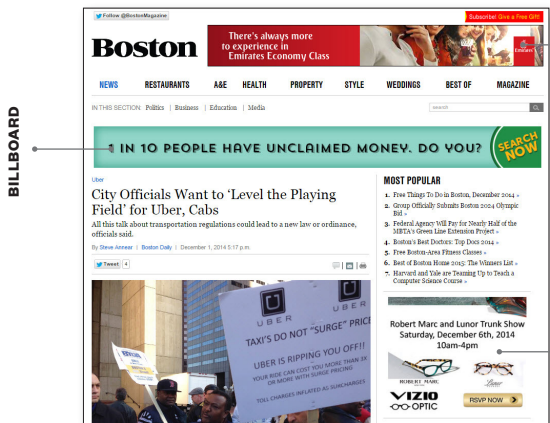 Follow @BostonMagazine
Subscribe! Give a Free Gift!
Boston
There's always more
to experience in
Emirates Economy Class
Emirates
NEWS RESTAURANTS A&E HEALTH PROPERTY STYLE WEDDINGS BEST OF MAGAZINE
IN THIS SECTION: Politics | Business | Education | Media
search
BILLBOARD
1 IN 10 PEOPLE HAVE UNCLAIMED MONEY. DO YOU?
SEARCH NOW
Uber
City Officials Want to 'Level the Playing
Field' for Uber, Cabs
All this talk about transportation regulations could lead to a new law or ordinance,
officials said.
By Steve Annear | Boston Daily | December 1, 2014 5:17 p.m.
Tweet 4
UBER
UBER
TAXI'S DO NOT "SURGE" PRICE
UBER IS RIPPING YOU OFF!!
YOUR RIDE CAN COST YOU MORE THAN 3X
OR MORE WITH SURGE PRICING
TOLL CHARGES INFLATED AS SURCHARGES
MOST POPULAR
1. Free Things To Do in Boston, December 2014 »
2. Group Officially Submits Boston 2024 Olympic
Bid »
3. Federal Agency Will Pay for Nearly Half of the
MBTA's Green Line Extension Project »
4. Boston's Best Doctors: Top Docs 2014 »
5. Free Boston-Area Fitness Classes »
6. Best of Boston Home 2015: The Winners List »
7. Harvard and Yale are Teaming Up to Teach a
Computer Science Course »
Robert Marc and Lunor Trunk Show
Saturday, December 6th, 2014
10am-4pm
ROBERT MARC
Lunor
VIZIO
OPTIC
RSVP NOW